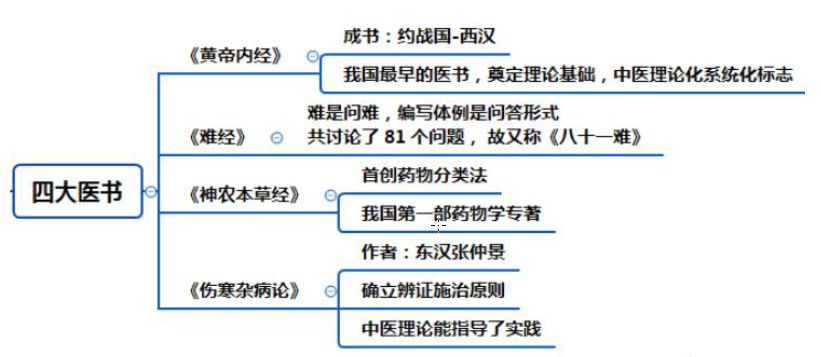 四大医书
《黄帝内经》
成书：约战国-西汉
我国最早的医书，奠定理论基础，中医理论化系统化标志
《难经》
难是问难，编写体例是问答形式
共讨论了 81 个问题， 故又称《八十一难》
《神农本草经》
首创药物分类法
我国第一部药物学专著
《伤寒杂病论》
作者：东汉张仲景
确立辨证施治原则
中医理论能指导了实践